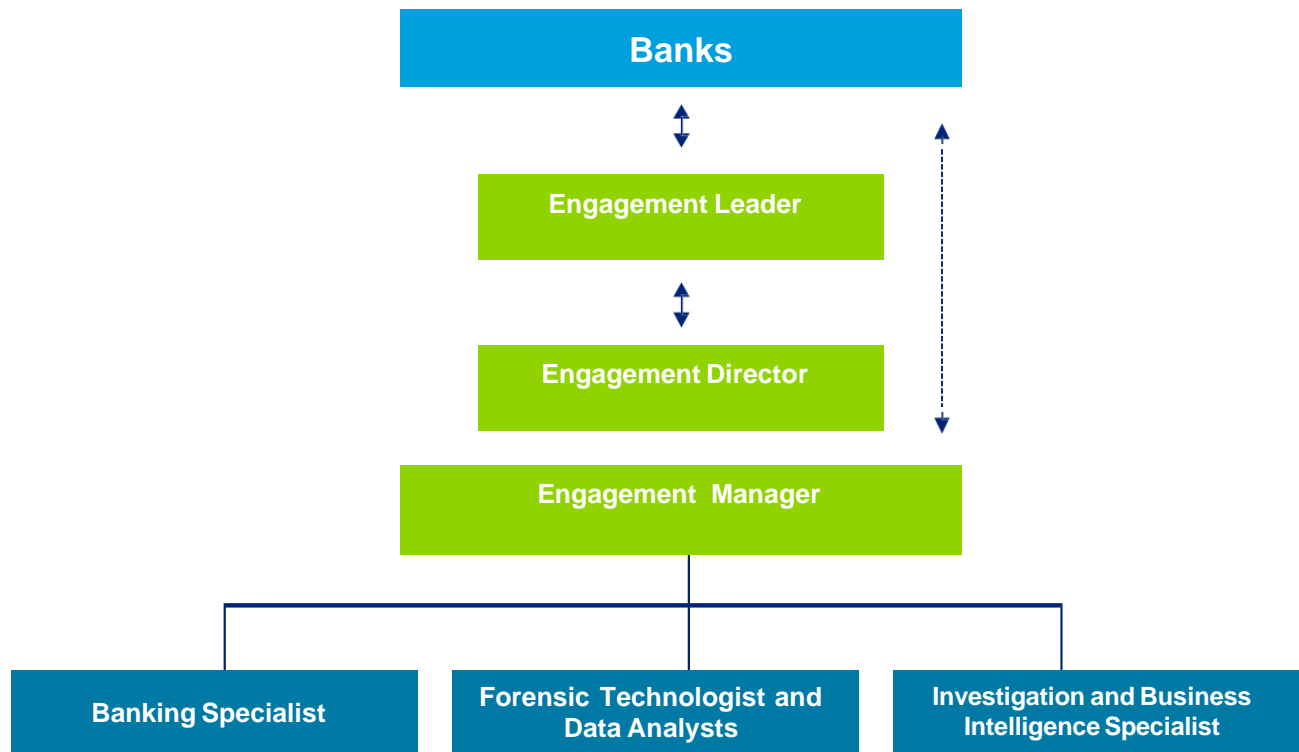 Banks
Engagement Leader
Engagement Director
Engagement Manager
Banking Specialist
Forensic Technologist and
Data Analysts
Investigation and Business
Intelligence Specialist